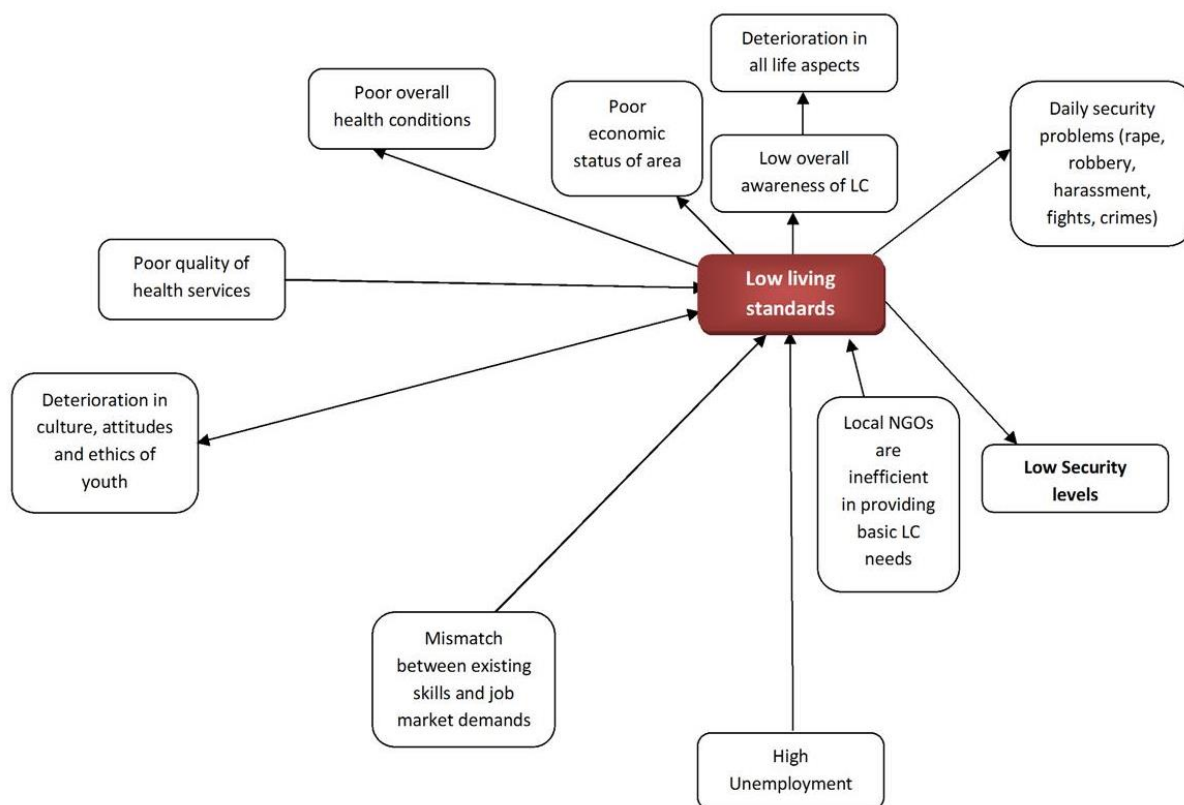 Deterioration in
all life aspects
Poor overall
health conditions
Poor
economic
status of area
Low overall
awareness of LC
Daily security
problems (rape,
robbery,
harassment,
fights, crimes)
Poor quality of
health services
Low living
standards
Deterioration in
culture, attitudes
and ethics of
youth
Local NGOs
are
inefficient
in providing
basic LC
needs
Low Security
levels
Mismatch
between existing
skills and job
market demands
High
Unemployment